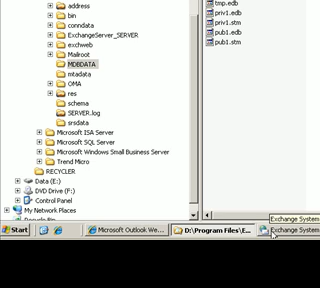 address
bin
conndata
ExchangeServer_SERVER
exchweb
Mailroot
MDBDATA
mtadata
OMA
res
schema
SERVER.log
srsdata
Microsoft ISA Server
Microsoft SQL Server
Microsoft Windows Small Business Server
Trend Micro
RECYCLER
Data (E:)
DVD Drive (F:)
Control Panel
My Network Places
Recycle Bin
tmp.edb
priv1.edb
priv1.stm
pub1.edb
pub1.stm
Exchange System
Start
Microsoft Outlook We...
D:\Program Files\E...
Exchange System